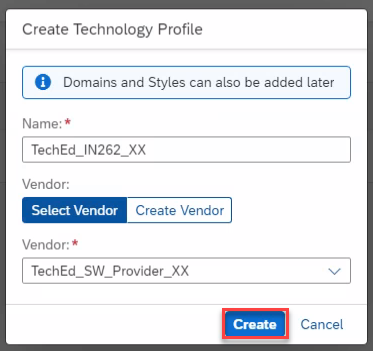 Create Technology Profile
Domains and Styles can also be added later
Name: *
TechEd_IN262_XX
Vendor:
Select Vendor Create Vendor
Vendor: *
TechEd_SW_Provider_XX
Create Cancel